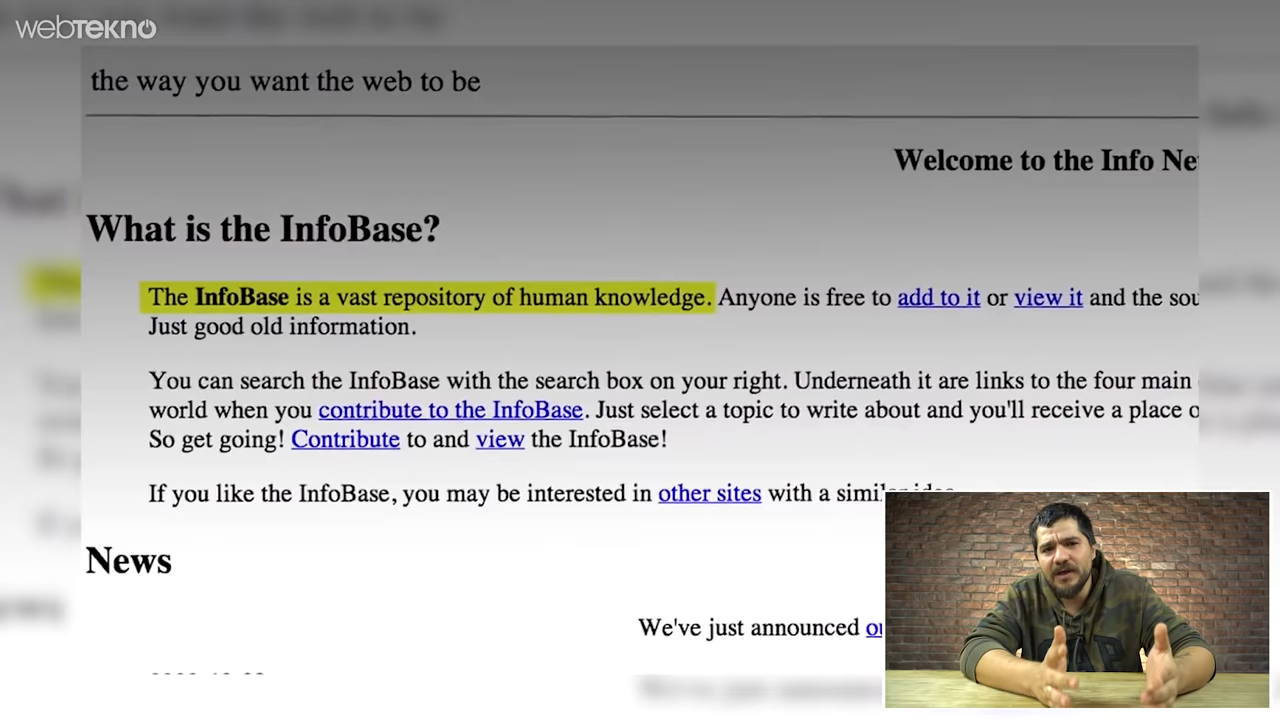 webTEKNO
the way you want the web to be
Welcome to the Info
What is the InfoBase?
The InfoBase is a vast repository of human knowledge. Anyone is free to add to it or view it and the
Just good old information.
You can search the InfoBase with the search box on your right. Underneath it are links to the four main
world when you contribute to the InfoBase. Just select a topic to write about and you'll receive a place
So get going! Contribute to and view the InfoBase!
If you like the InfoBase, you may be interested in other sites with a
News
We've just announced